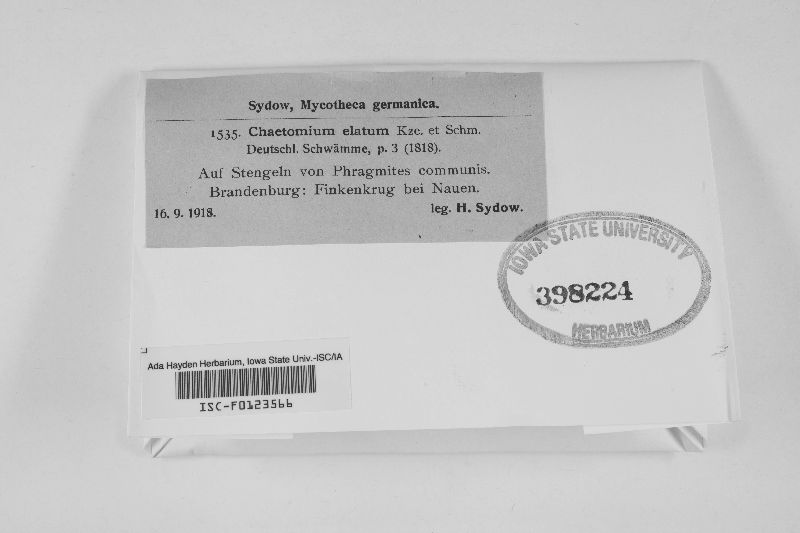 Sydow, Mycotheca germanica.
1535. Chaetomium elatum Kze. et Schm.
Deutschl. Schwämme, p. 3 (1818).
Auf Stengeln von Phragmites communis.
Brandenburg: Finkenkrug bei Nauen.
16. 9. 1918. leg. H. Sydow.
IOWA STATE UNIVERSITY
398224
HERBARIUM
Ada Hayden Herbarium, Iowa State Univ.-ISC/IA
ISC-F0123566